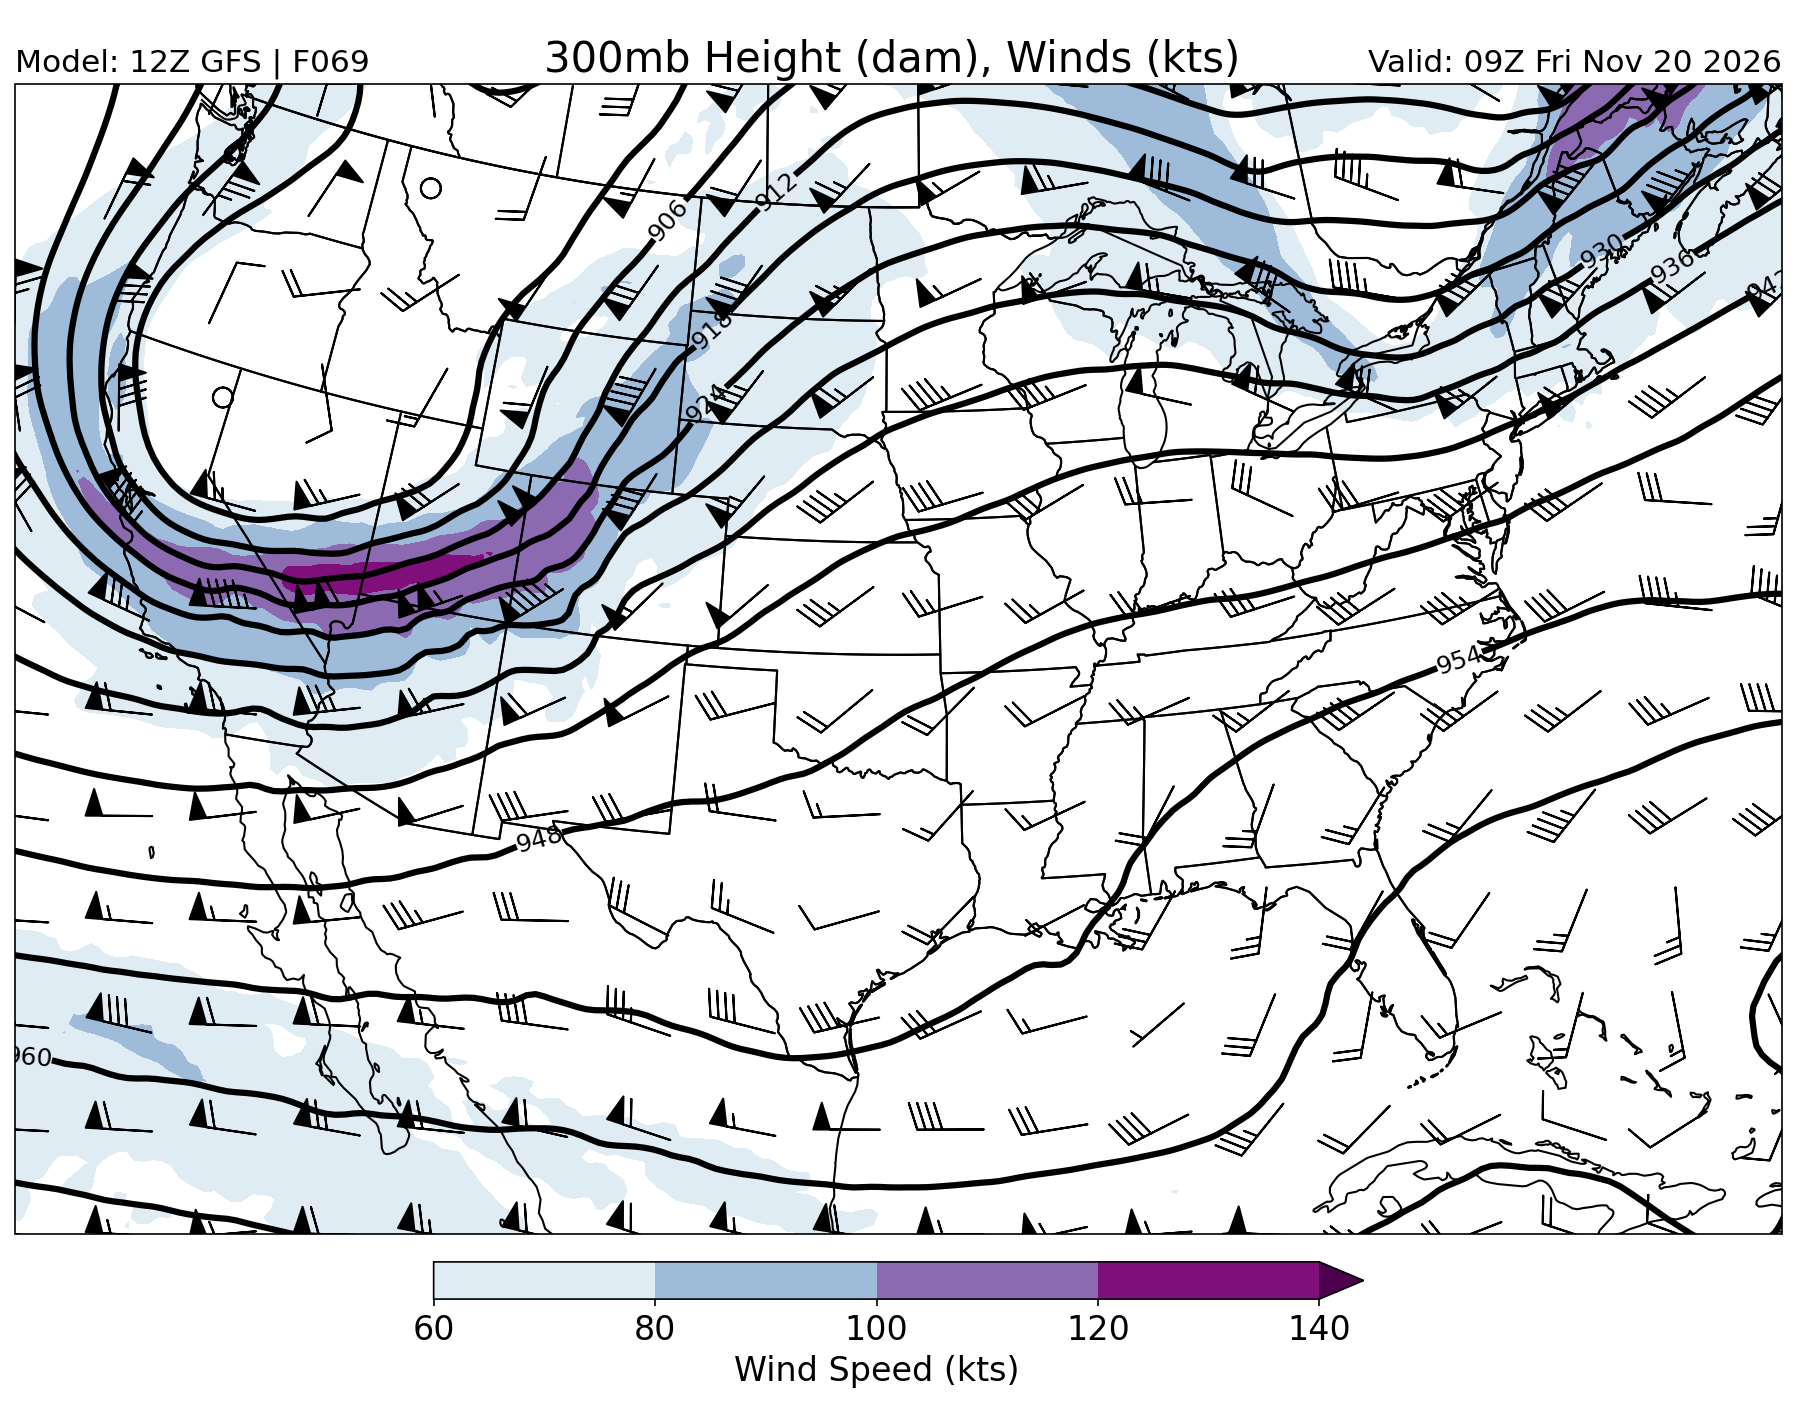 Model: 12Z GFS | F069
300mb Height (dam), Winds (kts)
Valid: 09Z Fri Nov 20 2026
912
906
930
936
918
924
954
948
960
60 80 100 120 140
Wind Speed (kts)